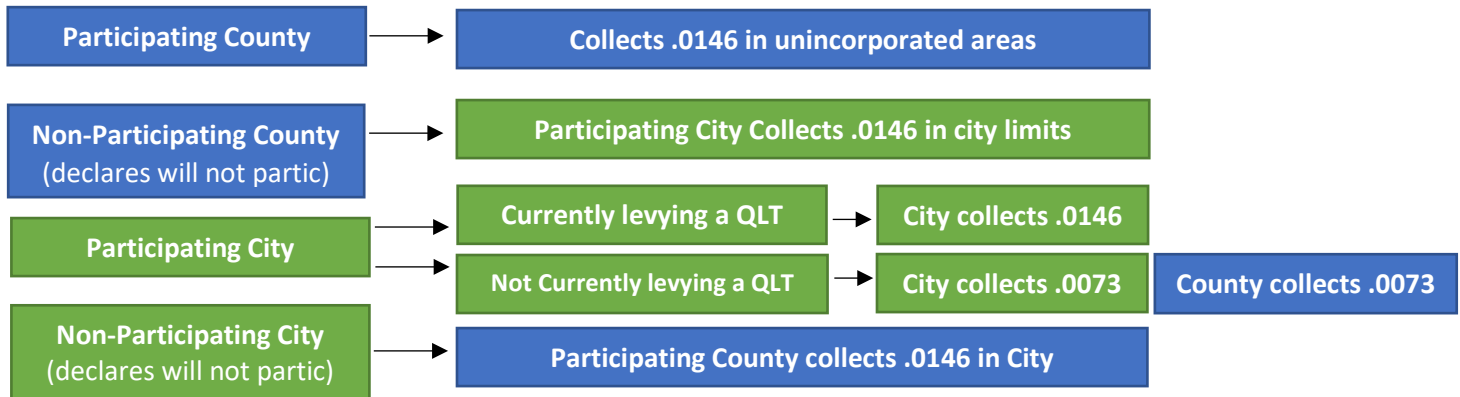 Participating County
Collects .0146 in unincorporated areas
Non-Participating County
(declares will not partic)
Participating City Collects .0146 in city limits
Participating City
Currently levying a QLT
City collects .0146
Not Currently levying a QLT
City collects .0073
County collects .0073
Non-Participating City
(declares will not partic)
Participating County collects .0146 in City